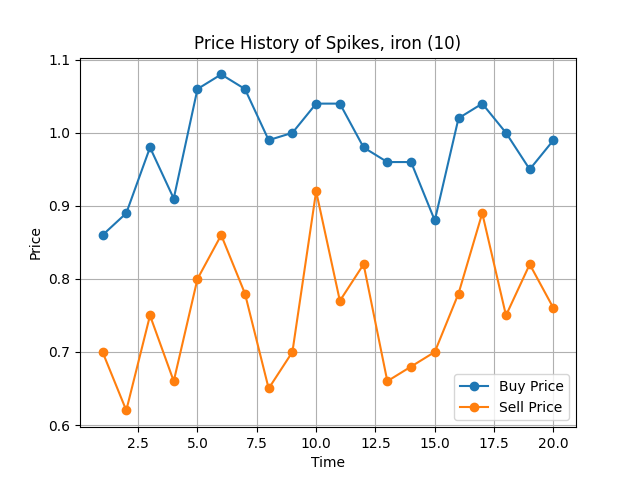 Price History of Spikes, iron (10)
1.1
1.0
0.9
0.8
0.7
0.6
Price
2.5 5.0 7.5 10.0 12.5 15.0 17.5 20.0
Time
Buy Price
Sell Price